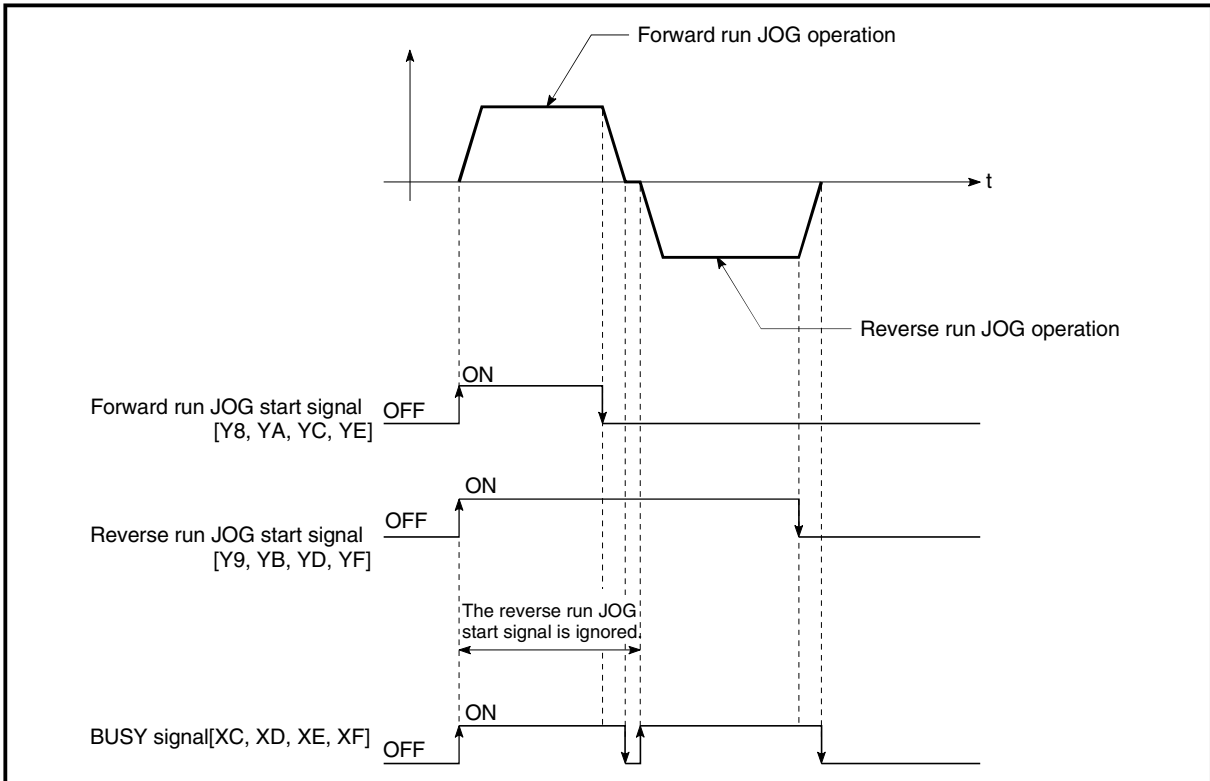 Forward run JOG operation
t
Reverse run JOG operation
ON
Forward run JOG start signal OFF
[Y8, YA, YC, YE]
ON
OFF
Reverse run JOG start signal
[Y9, YB, YD, YF]
The reverse run JOG
start signal is ignored.
ON
BUSY signal[XC, XD, XE, XF]
OFF